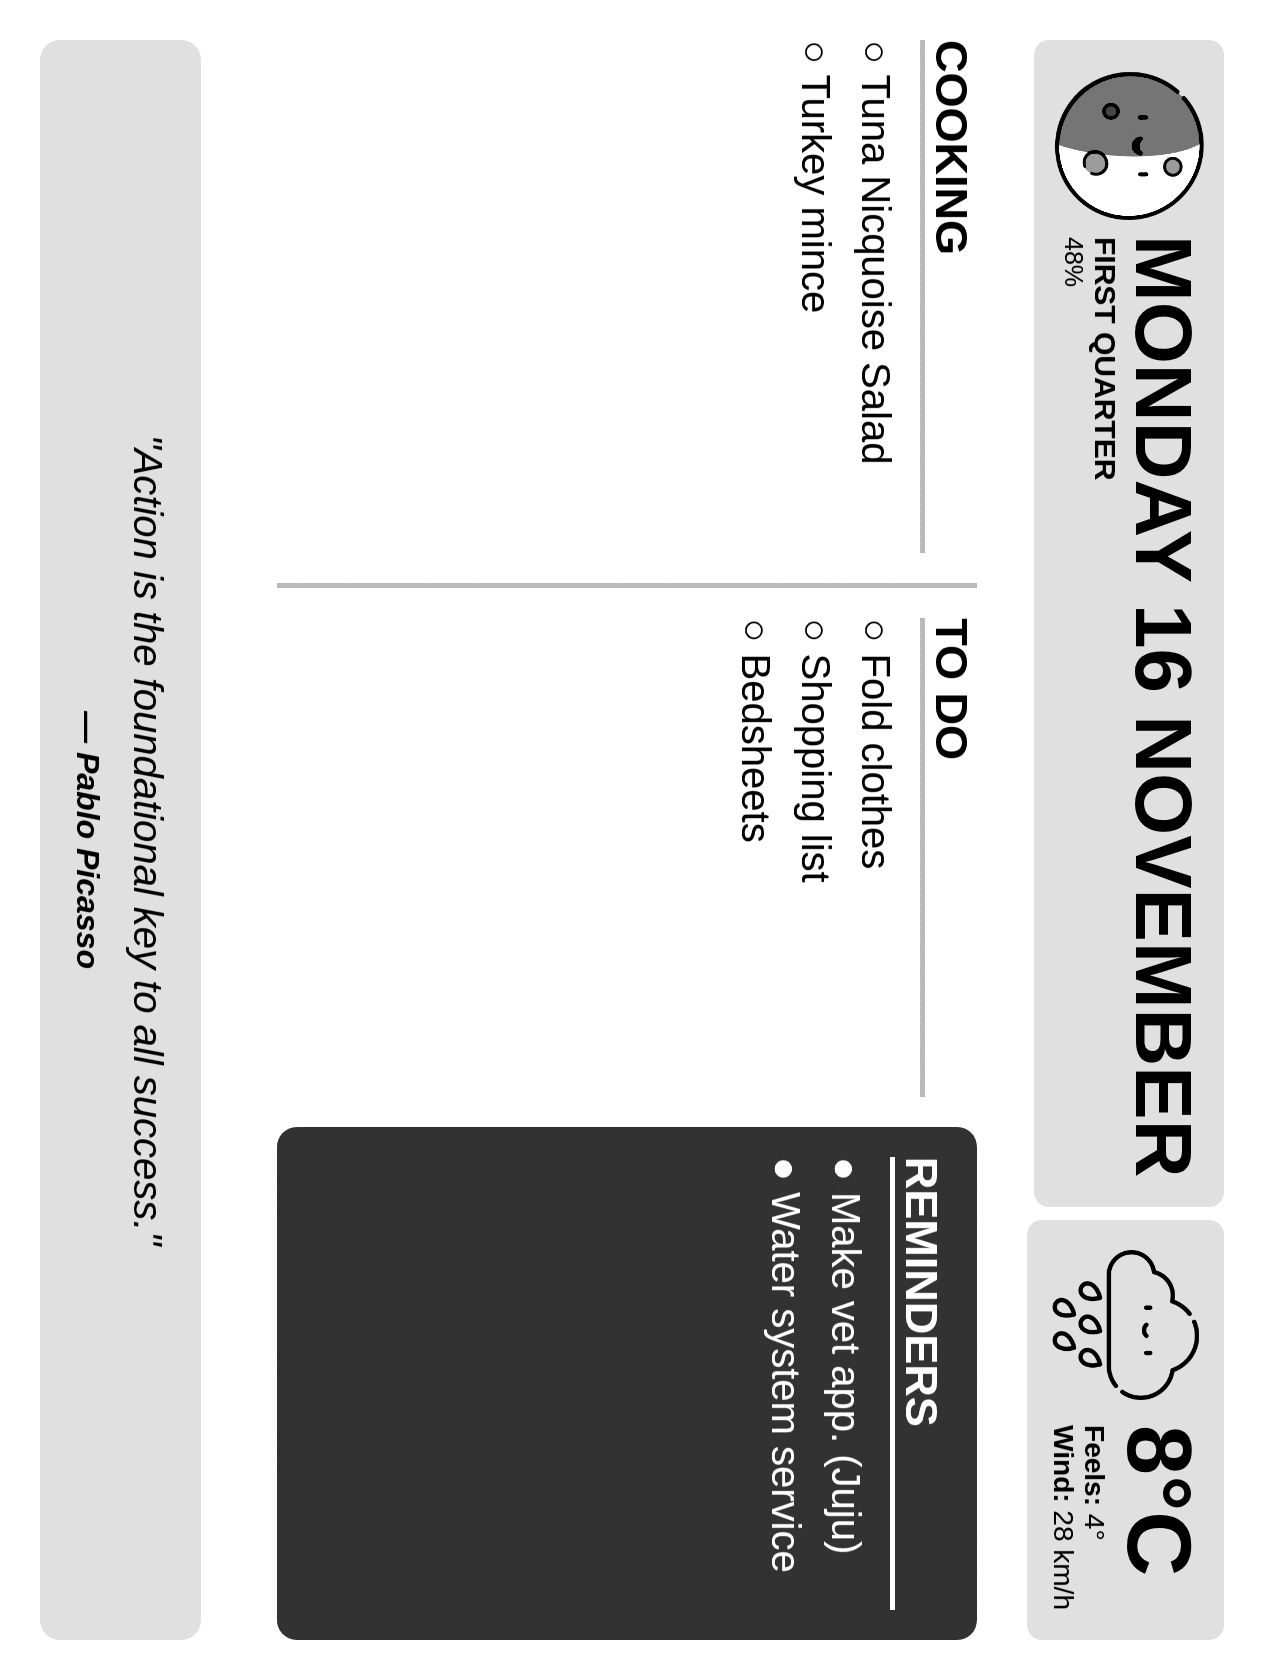 MONDAY 16 NOVEMBER
FIRST QUARTER
48%
8°C
Feels: 4°
Wind: 28 km/h
COOKING
○ Tuna Nicquoise Salad
○ Turkey mince
TO DO
○ Fold clothes
○ Shopping list
○ Bedsheets
REMINDERS
● Make vet app. (Juju)
● Water system service
"Action is the foundational key to all success."
— Pablo Picasso